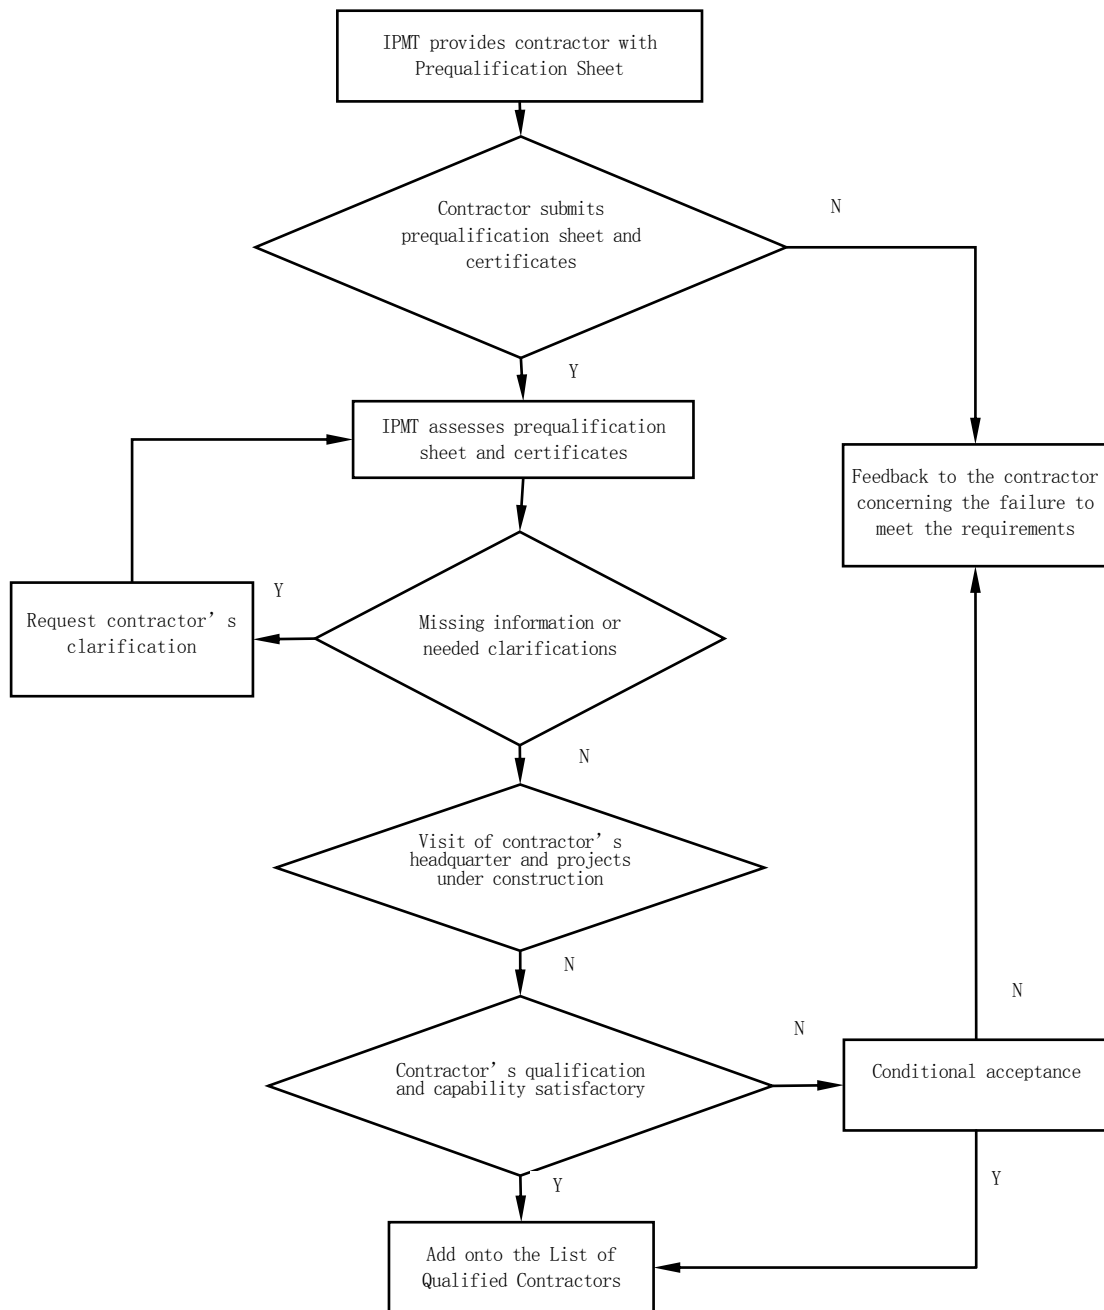 IPMT provides contractor with
Prequalification Sheet
Contractor submits
prequalification sheet and
certificates
N
Y
IPMT assesses prequalification
sheet and certificates
Feedback to the contractor
concerning the failure to
meet the requirements
Y
Request contractor’s
clarification
Missing information or
needed clarifications
N
Visit of contractor’s
headquarter and projects
under construction
N
N
N
Contractor’s qualification
and capability satisfactory
Conditional acceptance
Y
Y
Add onto the List of
Qualified Contractors